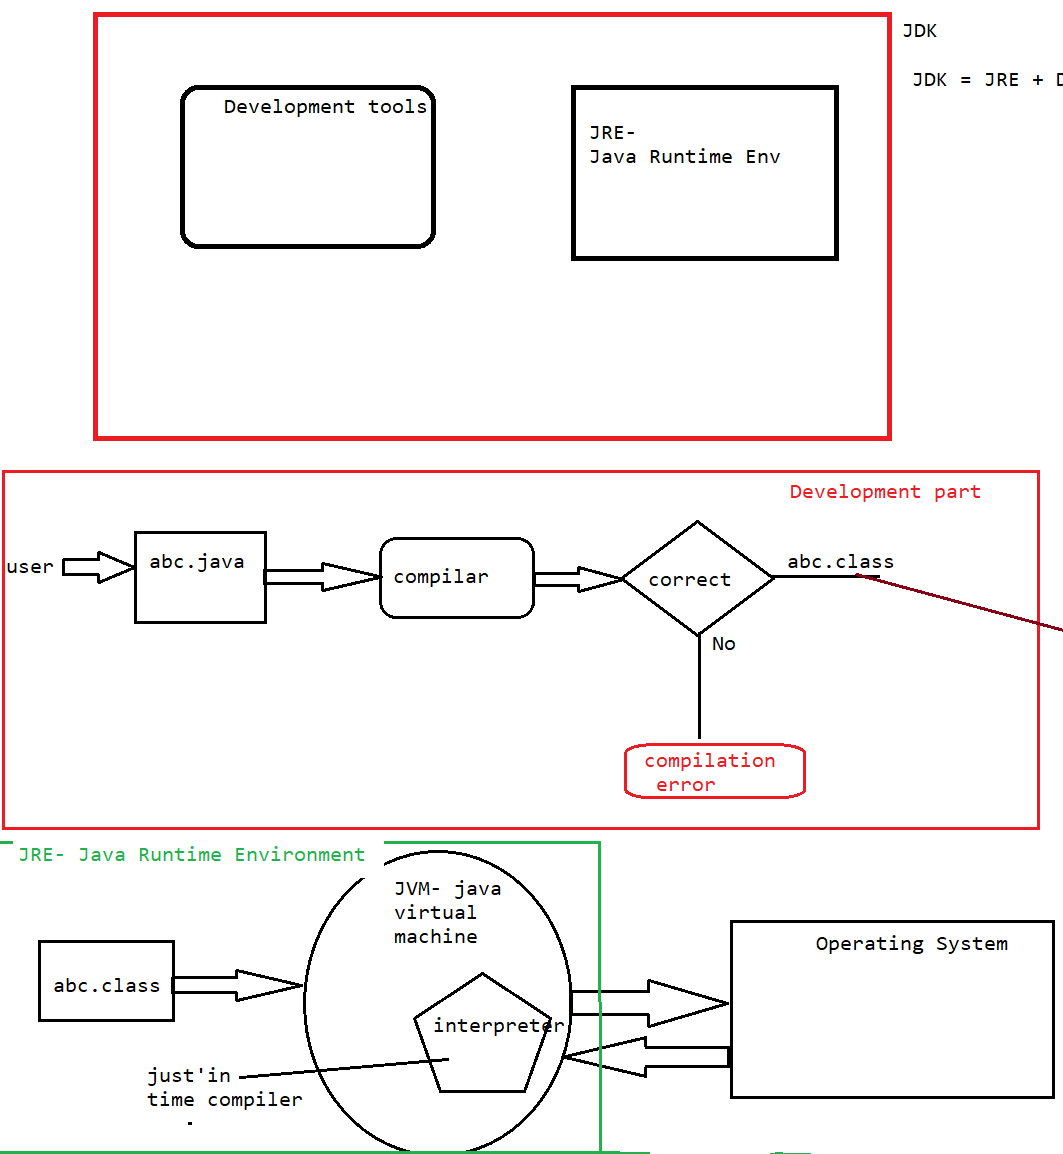 JDK
JDK = JRE +
Development tools
JRE-
Java Runtime Env
Development part
user
abc.java
compilar
correct
abc.class
No
compilation
error
JRE- Java Runtime Environment
JVM- java
virtual
machine
Operating System
abc.class
interpreter
just'in
time compiler
.